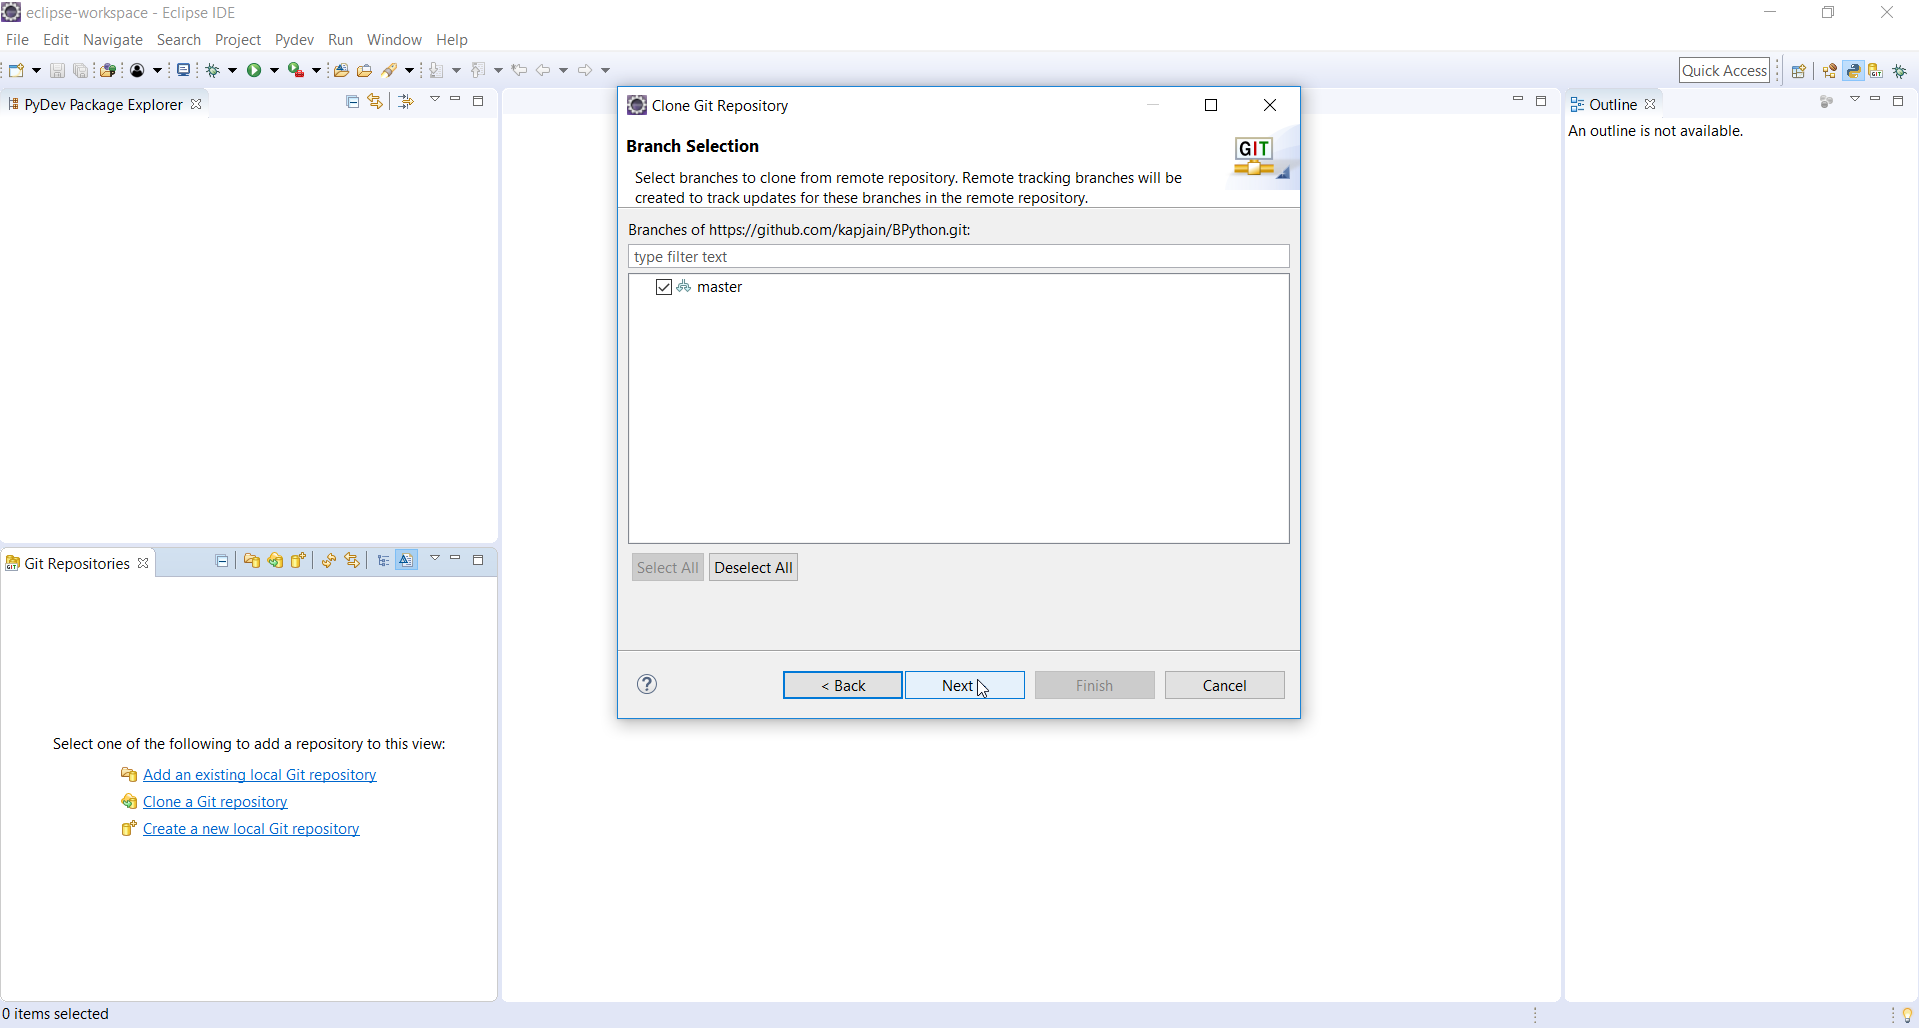 eclipse-workspace - Eclipse IDE
File Edit Navigate Search Project Pydev Run Window Help
Quick Access
PyDev Package Explorer
Clone Git Repository
Branch Selection
GIT
Select branches to clone from remote repository. Remote tracking branches will be
created to track updates for these branches in the remote repository.
Branches of https://github.com/kapjain/BPython.git:
type filter text
master
Select All Deselect All
< Back Next Finish Cancel
Outline
An outline is not available.
Git Repositories
Select one of the following to add a repository to this view:
Add an existing local Git repository
Clone a Git repository
Create a new local Git repository
0 items selected